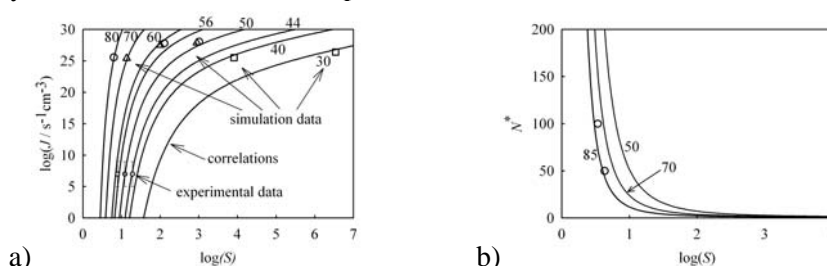 80 70 60 56 50 44
40
30
simulation data
correlations
experimental data
log(J / s⁻¹cm⁻³)
30
25
20
15
10
5
0
0 1 2 3 4 5 6 7
log(S)
a)
200
150
100
50
0
N*
85
50
70
0 1 2 3
log(S)
b)